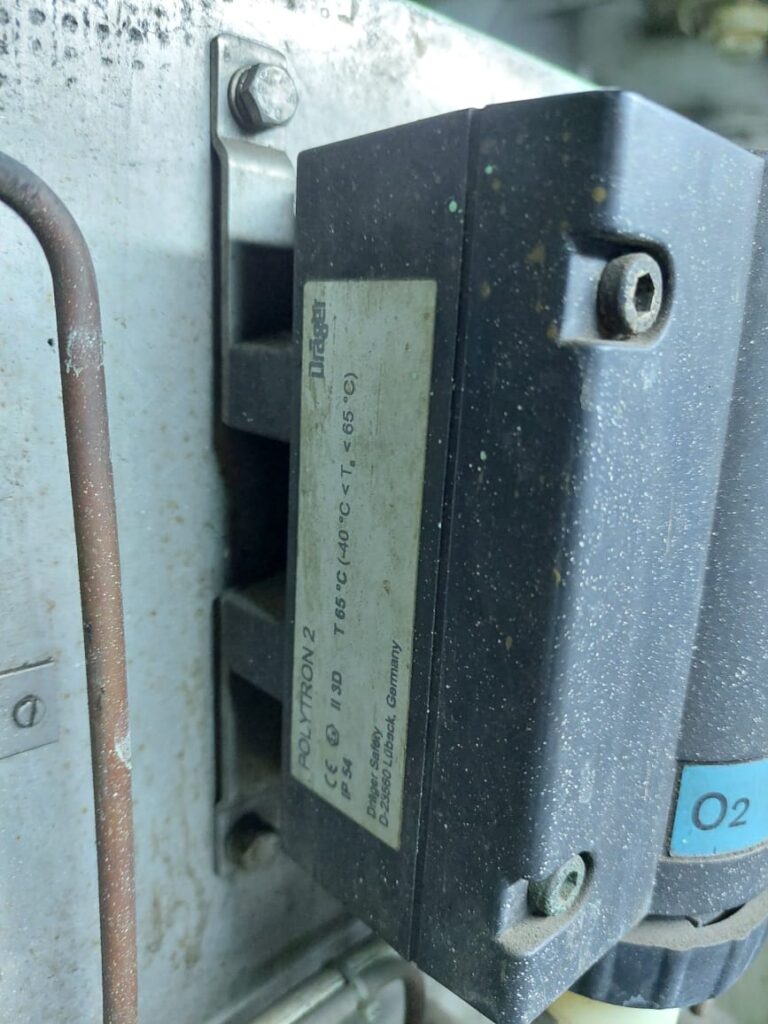 Dräger
POLYTRON 2
CE Ex II 3D T 65 °C (-40 °C < Ta < 65 °C)
IP 54
Dräger Safety
D-23560 Lübeck, Germany
O2